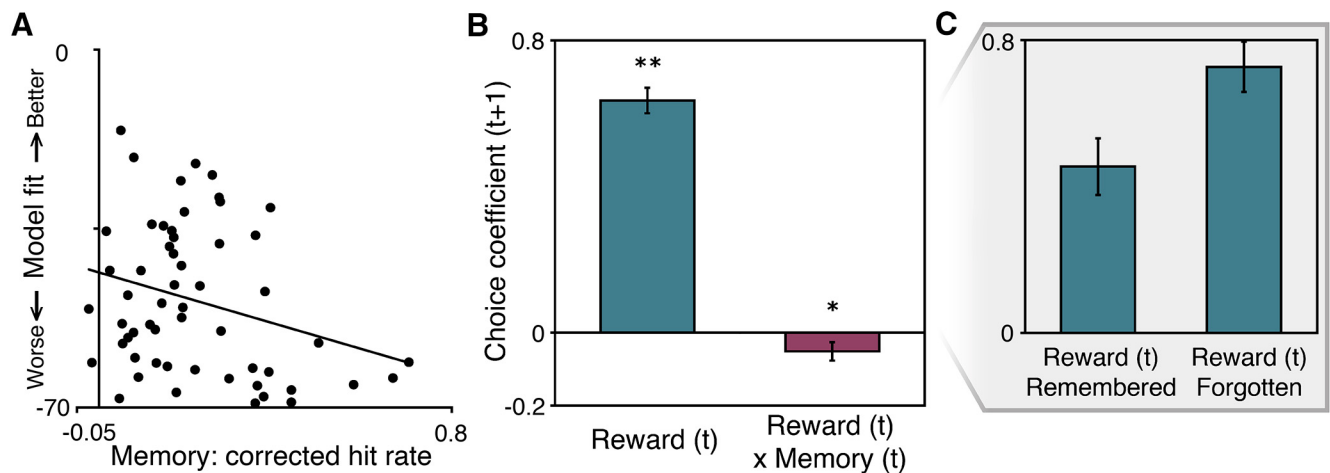 A
0
Worse ← Model fit → Better
-70
-0.05
0.8
Memory: corrected hit rate
B
0.8
0
-0.2
Choice coefficient (t+1)
**
*
Reward (t)
Reward (t)
x Memory (t)
C
0.8
0
Reward (t)
Remembered
Reward (t)
Forgotten